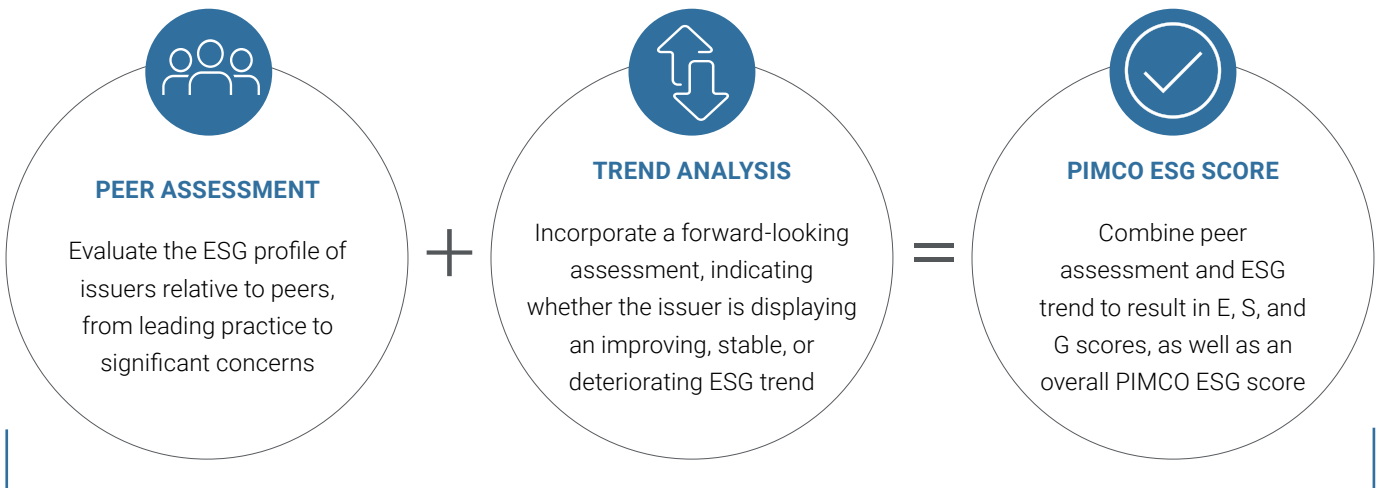 PEER ASSESSMENT
Evaluate the ESG profile of
issuers relative to peers,
from leading practice to
significant concerns
+
TREND ANALYSIS
Incorporate a forward-looking
assessment, indicating
whether the issuer is displaying
an improving, stable, or
deteriorating ESG trend
=
PIMCO ESG SCORE
Combine peer
assessment and ESG
trend to result in E, S, and
G scores, as well as an
overall PIMCO ESG score